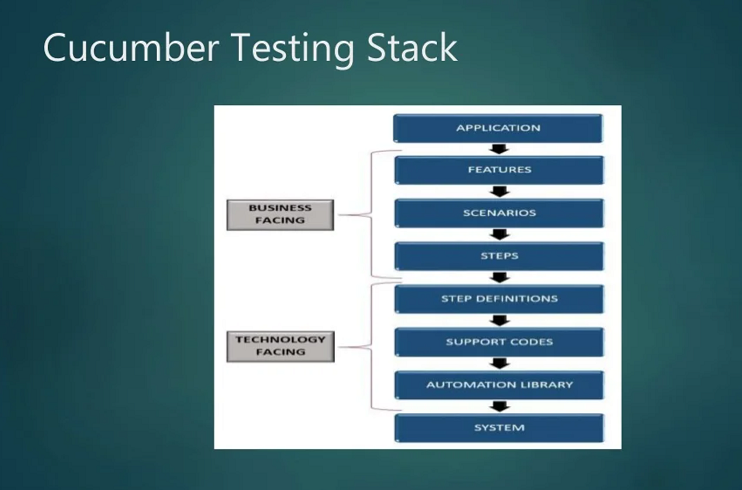 Cucumber Testing Stack
APPLICATION
FEATURES
BUSINESS
FACING
SCENARIOS
STEPS
STEP DEFINITIONS
TECHNOLOGY
FACING
SUPPORT CODES
AUTOMATION LIBRARY
SYSTEM